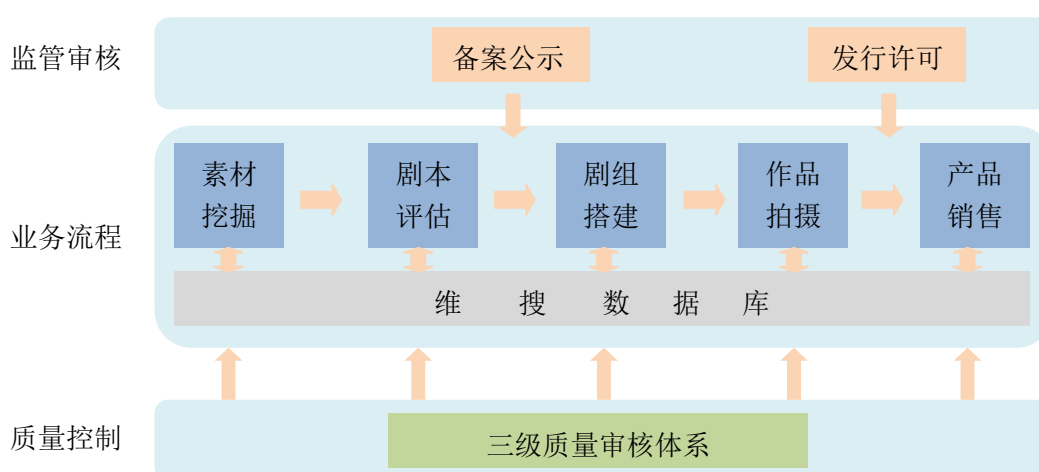 监管审核
备案公示
发行许可
业务流程
素材
挖掘
剧本
评估
剧组
搭建
作品
拍摄
产品
销售
维搜数据库
质量控制
三级质量审核体系